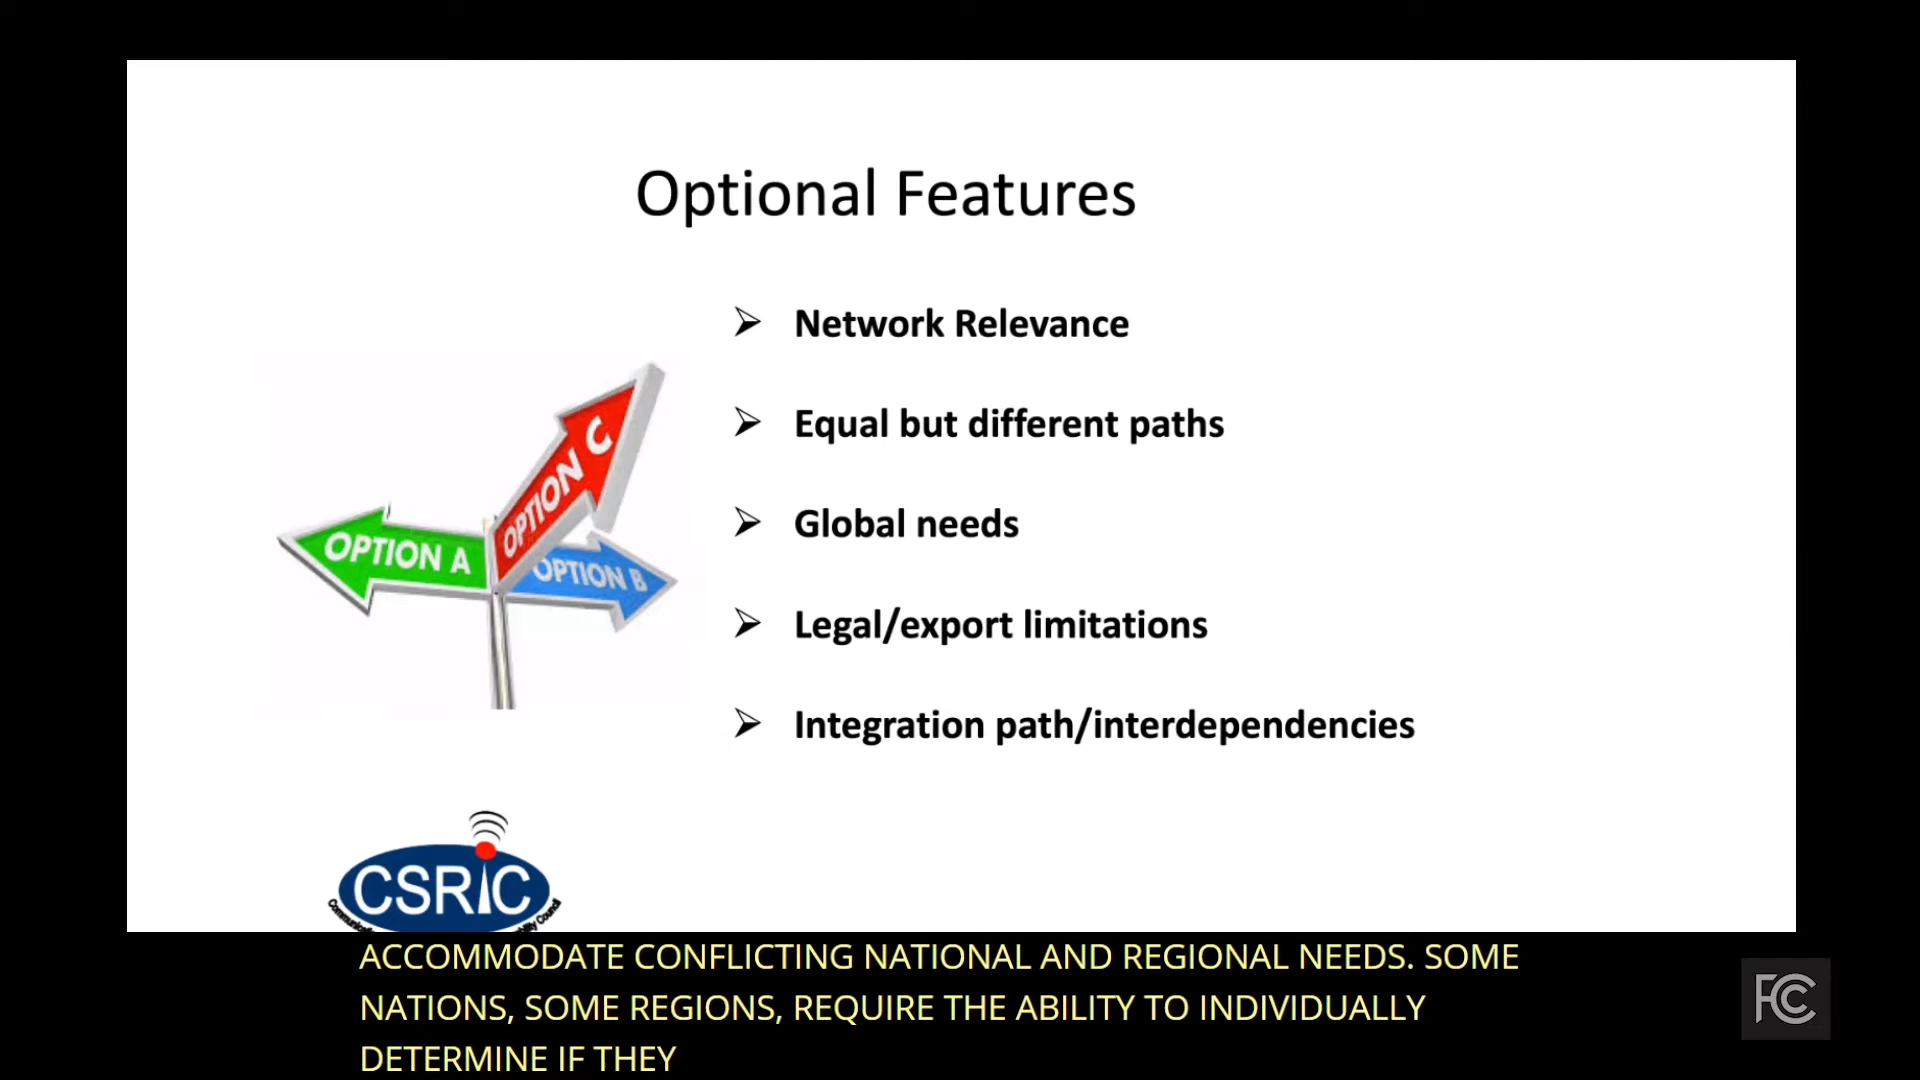 Optional Features
➢ Network Relevance
➢ Equal but different paths
➢ Global needs
➢ Legal/export limitations
➢ Integration path/interdependencies
OPTION C
OPTION A
OPTION B
CSRIC
ACCOMMODATE CONFLICTING NATIONAL AND REGIONAL NEEDS. SOME
NATIONS, SOME REGIONS, REQUIRE THE ABILITY TO INDIVIDUALLY
DETERMINE IF THEY
FCC